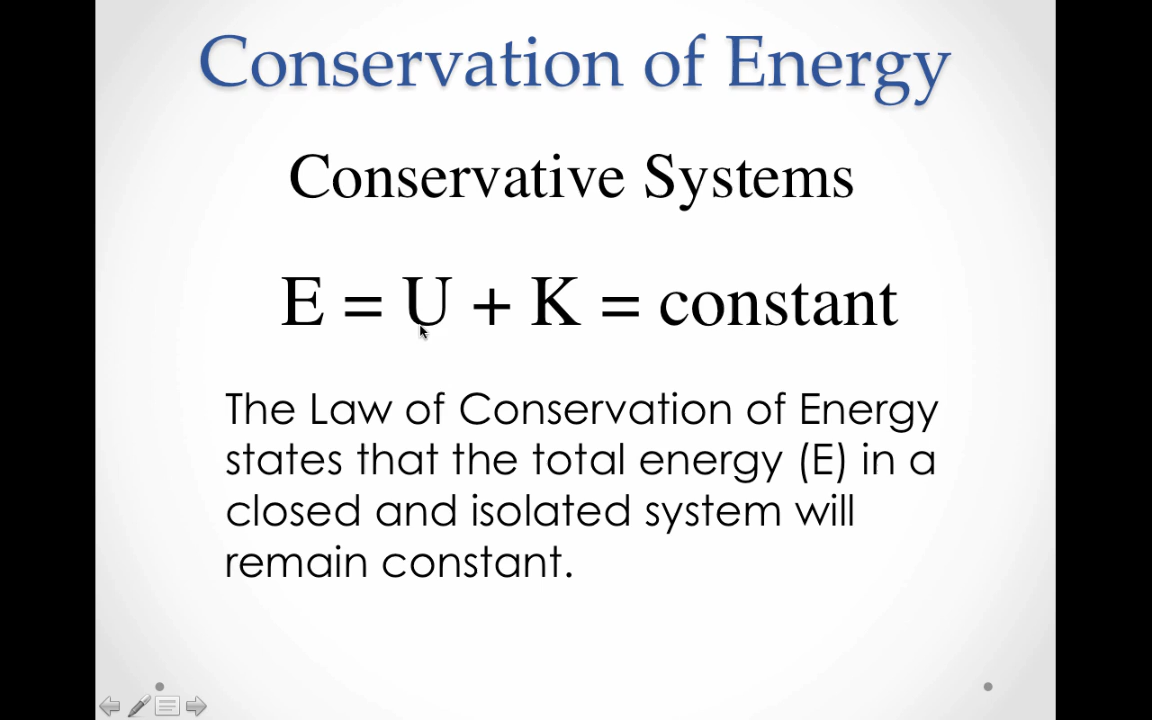 Conservation of Energy
Conservative Systems
E = U + K = constant
The Law of Conservation of Energy
states that the total energy (E) in a
closed and isolated system will
remain constant.